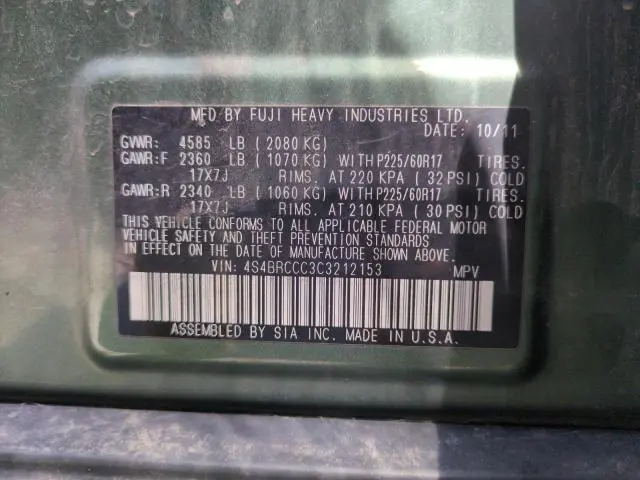 MFD BY FUJI HEAVY INDUSTRIES LTD.
DATE: 10/11
GVWR: 4585 LB (2080 KG)
GAWR:F 2360 LB (1070 KG) WITH P225/60R17 TIRES.
17X7J RIMS. AT 220 KPA (32 PSI) COLD
GAWR:R 2340 LB (1060 KG) WITH P225/60R17 TIRES.
17X7J RIMS. AT 210 KPA (30 PSI) COLD
THIS VEHICLE CONFORMS TO ALL APPLICABLE FEDERAL MOTOR
VEHICLE SAFETY AND THEFT PREVENTION STANDARDS
IN EFFECT ON THE DATE OF MANUFACTURE SHOWN ABOVE.
VIN: 4S4BRCCC3C3212153 MPV
ASSEMBLED BY SIA INC. MADE IN U.S.A.